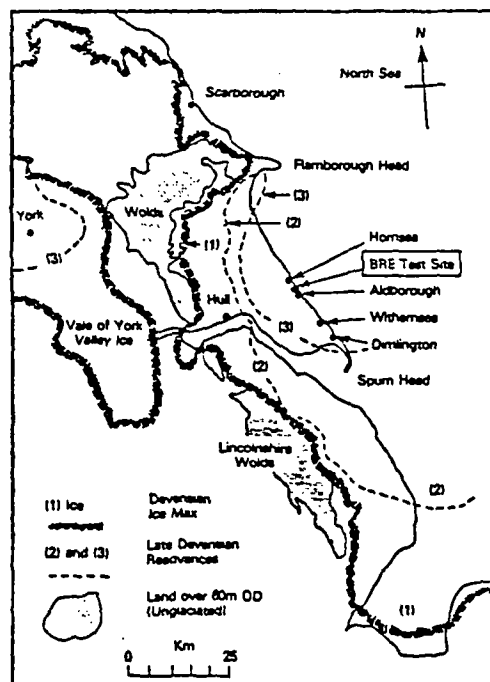 N
North Sea
Scarborough
Flamborough Head
(3)
York
Wolds
(2)
(1)
Hornsea
(3)
BRE Test Site
Aldborough
Hull
Withernsea
Vale of York
Valley Ice
(3)
Dimlington
(2)
Spurn Head
Lincolnshire
Wolds
(2)
(1) Ice
Devensian
Ice Max
(2) and (3)
Late Devensian
Readvances
(1)
Land over 60m OD
(Unglaciated)
Km
0 25